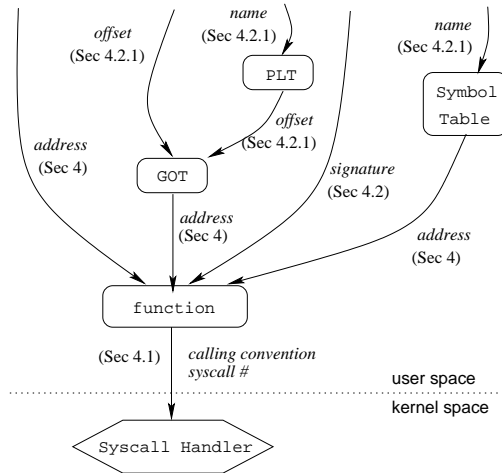 name
(Sec 4.2.1)
name
(Sec 4.2.1)
offset
(Sec 4.2.1)
PLT
Symbol
Table
offset
(Sec 4.2.1)
address
(Sec 4)
GOT
signature
(Sec 4.2)
address
(Sec 4)
address
(Sec 4)
function
(Sec 4.1)
calling convention
syscall #
user space
kernel space
Syscall Handler